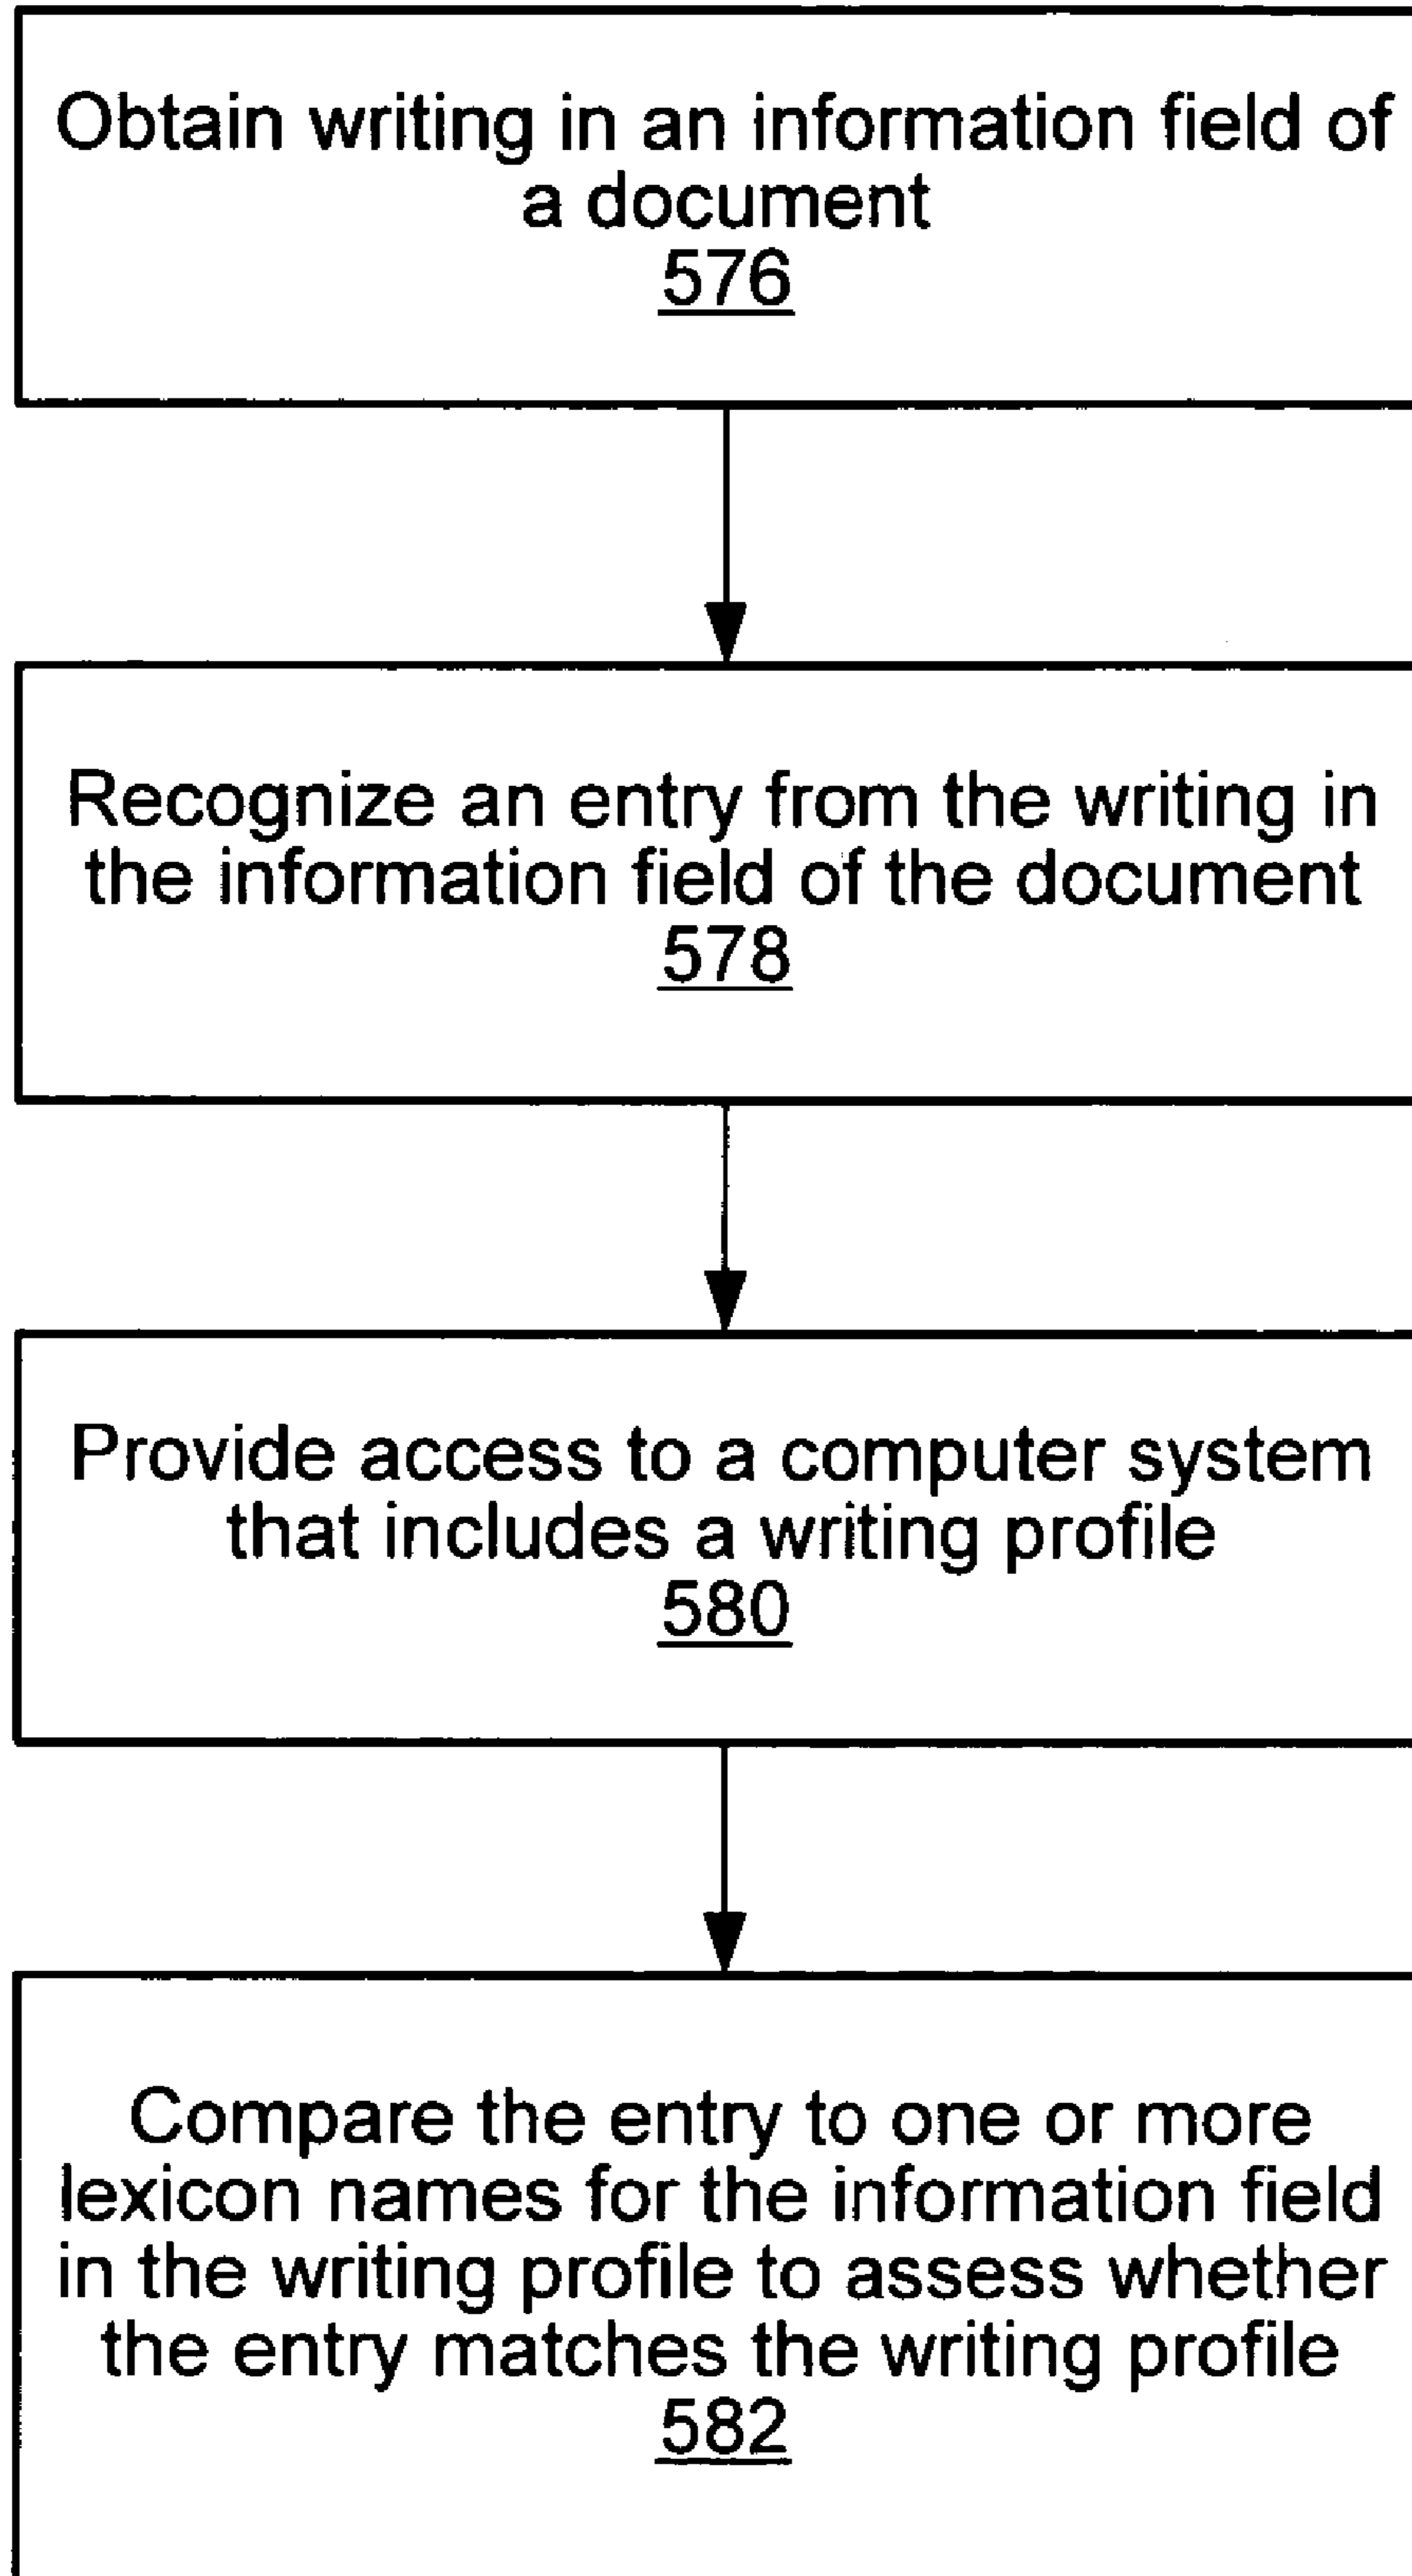 Obtain writing in an information field of
a document
576
Recognize an entry from the writing in
the information field of the document
578
Provide access to a computer system
that includes a writing profile
580
Compare the entry to one or more
lexicon names for the information field
in the writing profile to assess whether
the entry matches the writing profile
582